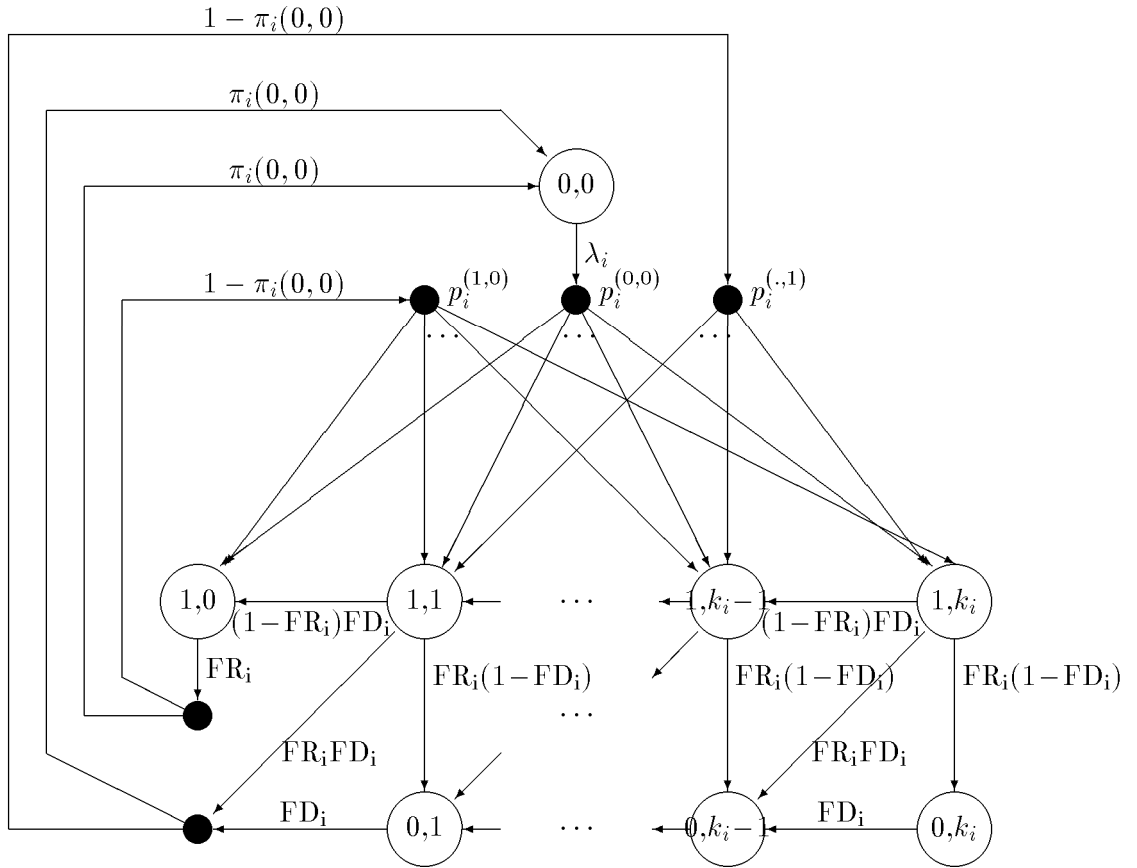 1 − π_i(0, 0)
π_i(0, 0)
π_i(0, 0)
0,0
λ_i
1 − π_i(0, 0)
p_i^{(1,0)}
p_i^{(0,0)}
p_i^{(.,1)}
··· ··· ···
1,0
1,1
···
1,k_i−1
1,k_i
(1−FR_i)FD_i
(1−FR_i)FD_i
FR_i
FR_i(1−FD_i)
FR_i(1−FD_i)
FR_i(1−FD_i)
···
FR_iFD_i
FR_iFD_i
FD_i
FD_i
0,1
···
0,k_i−1
0,k_i